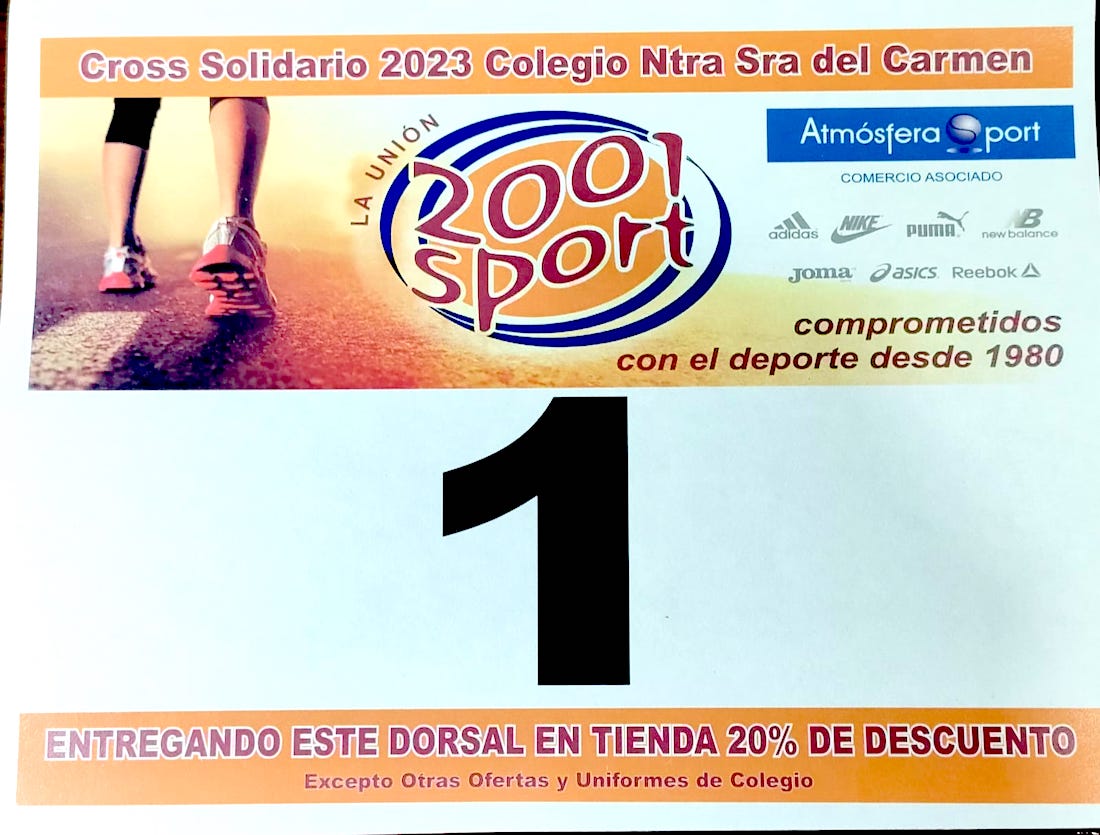 Cross Solidario 2023 Colegio Ntra Sra del Carmen
LA UNIÓN
2001
sport
Atmósfera Sport
COMERCIO ASOCIADO
adidas NIKE PUMA NB new balance
Joma asics Reebok
comprometidos
con el deporte desde 1980
1
ENTREGANDO ESTE DORSAL EN TIENDA 20% DE DESCUENTO
Excepto Otras Ofertas y Uniformes de Colegio